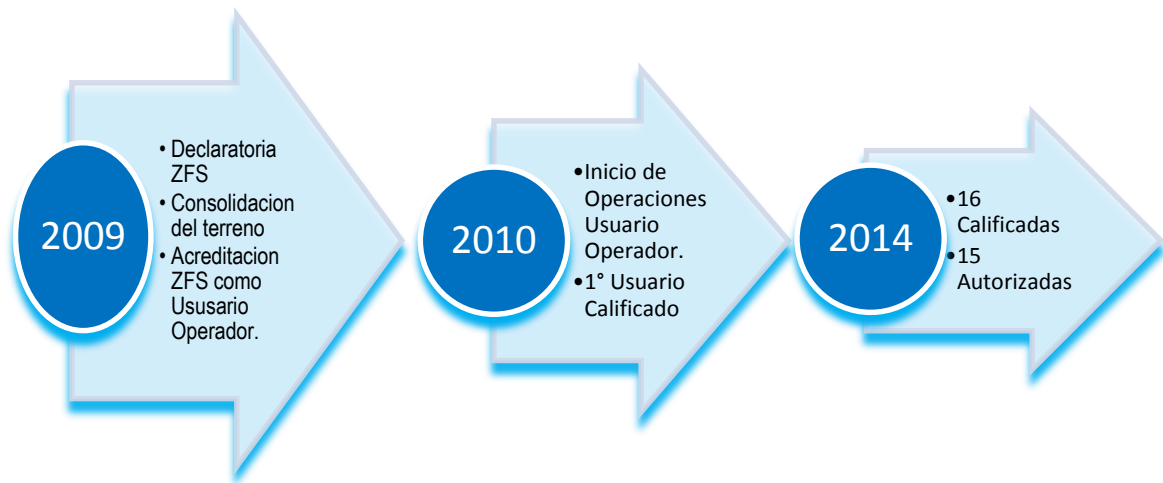 2009
• Declaratoria
ZFS
• Consolidacion
del terreno
• Acreditacion
ZFS como
Ususario
Operador.
2010
•Inicio de
Operaciones
Usuario
Operador.
•1° Usuario
Calificado
2014
•16
Calificadas
•15
Autorizadas